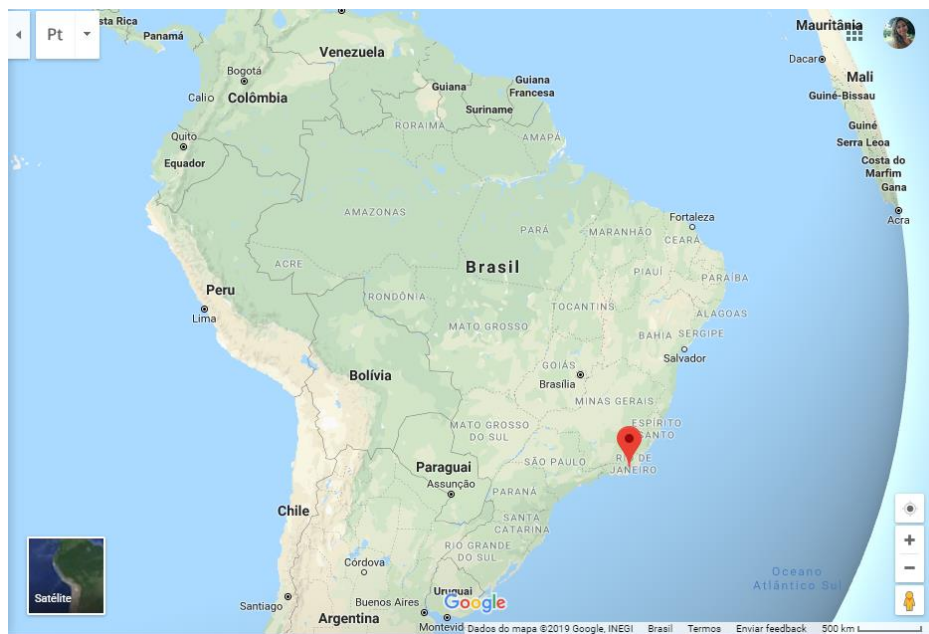 sta Rica
Pt
Panamá
Venezuela
Mauritânia
Dacar
Mali
Guiné-Bissau
Guiné
Serra Leoa
Costa do
Marfim
Gana
Acra
Bogotá
Cali
Colômbia
Guiana
Guiana
Francesa
Suriname
RORAIMA
AMAPÁ
Quito
Equador
AMAZONAS
PARÁ
MARANHÃO
Fortaleza
CEARÁ
ACRE
Brasil
PIAUÍ
PARAÍBA
Peru
RONDÔNIA
TOCANTINS
Lima
ALAGOAS
MATO GROSSO
BAHIA
SERGIPE
Salvador
GOIÁS
Brasília
Bolívia
MINAS GERAIS
MATO GROSSO
DO SUL
ESPÍRITO
SANTO
RIO DE
JANEIRO
SÃO PAULO
Paraguai
Assunção
PARANÁ
Chile
SANTA
CATARINA
RIO GRANDE
DO SUL
Córdova
Oceano
Atlântico Sul
Satélite
Uruguai
Google
Santiago
Buenos Aires
Argentina
Montevid
Dados do mapa ©2019 Google, INEGI
Brasil
Termos
Enviar feedback
500 km